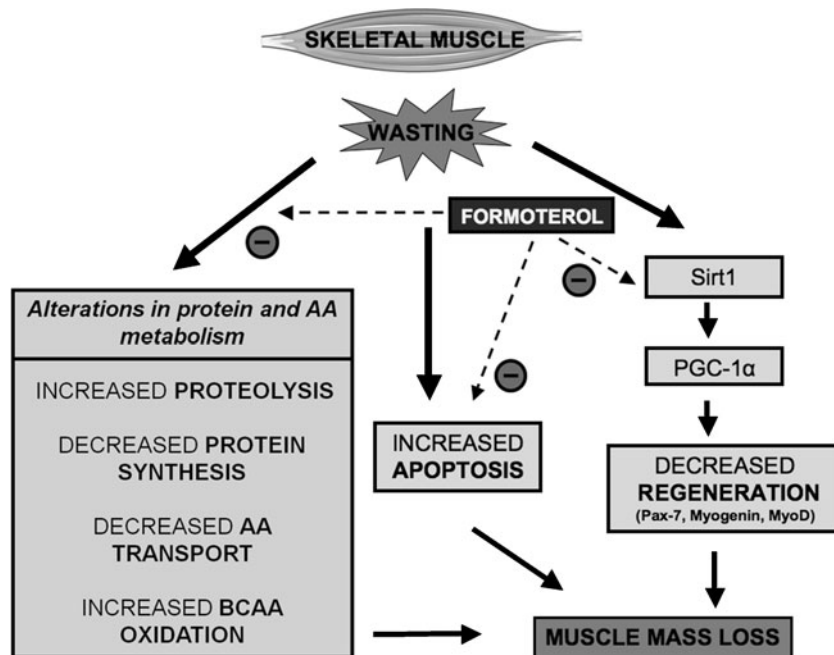 SKELETAL MUSCLE
WASTING
FORMOTEROL
−
−
−
Alterations in protein and AA
metabolism
INCREASED PROTEOLYSIS
DECREASED PROTEIN
SYNTHESIS
DECREASED AA
TRANSPORT
INCREASED BCAA
OXIDATION
INCREASED
APOPTOSIS
Sirt1
PGC-1α
DECREASED
REGENERATION
(Pax-7, Myogenin, MyoD)
MUSCLE MASS LOSS